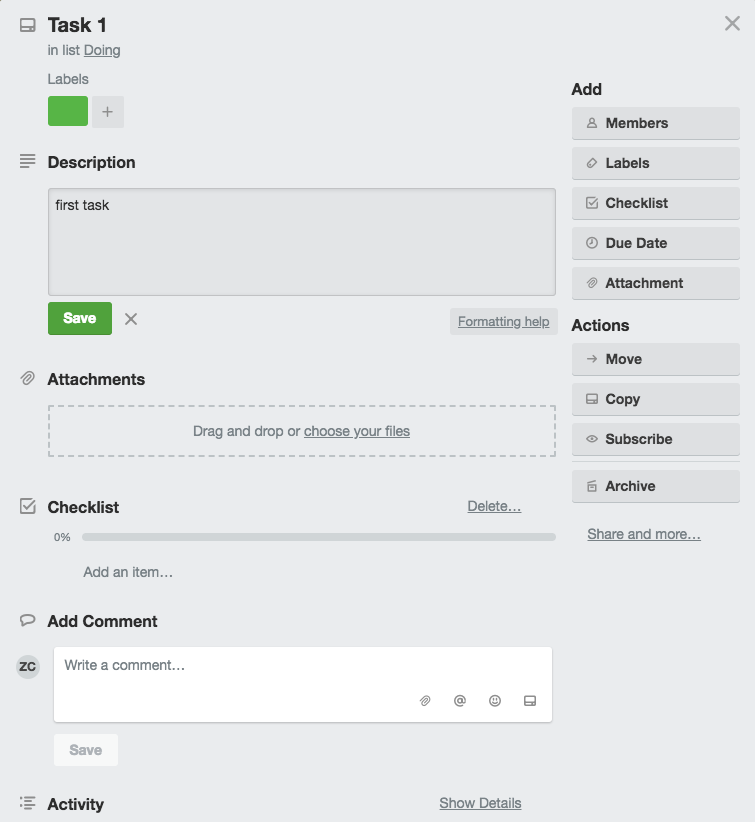 Task 1
in list Doing
Labels
+
Description
first task
Save
Formatting help
Attachments
Drag and drop or choose your files
Checklist
Delete…
0%
Add an item…
Add Comment
ZC
Write a comment…
@
Save
Activity
Show Details
Add
Members
Labels
Checklist
Due Date
Attachment
Actions
Move
Copy
Subscribe
Archive
Share and more…